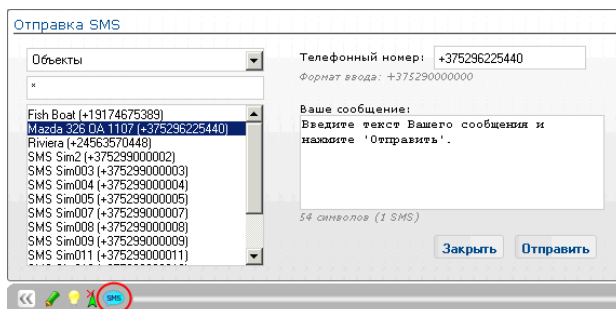 Отправка SMS
Объекты
*
Fish Boat (+19174675389)
Mazda 326 OA 1107 (+375296225440)
Riviera (+24563570448)
SMS Sim2 (+375299000002)
SMS Sim003 (+375299000003)
SMS Sim004 (+375299000004)
SMS Sim005 (+375299000005)
SMS Sim007 (+375299000007)
SMS Sim008 (+375299000008)
SMS Sim009 (+375299000009)
SMS Sim011 (+375299000011)
Телефонный номер: +375296225440
Формат ввода: +375290000000
Ваше сообщение:
Введите текст Вашего сообщения и
нажмите 'Отправить'.
54 символов (1 SMS)
Закрыть Отправить
SMS